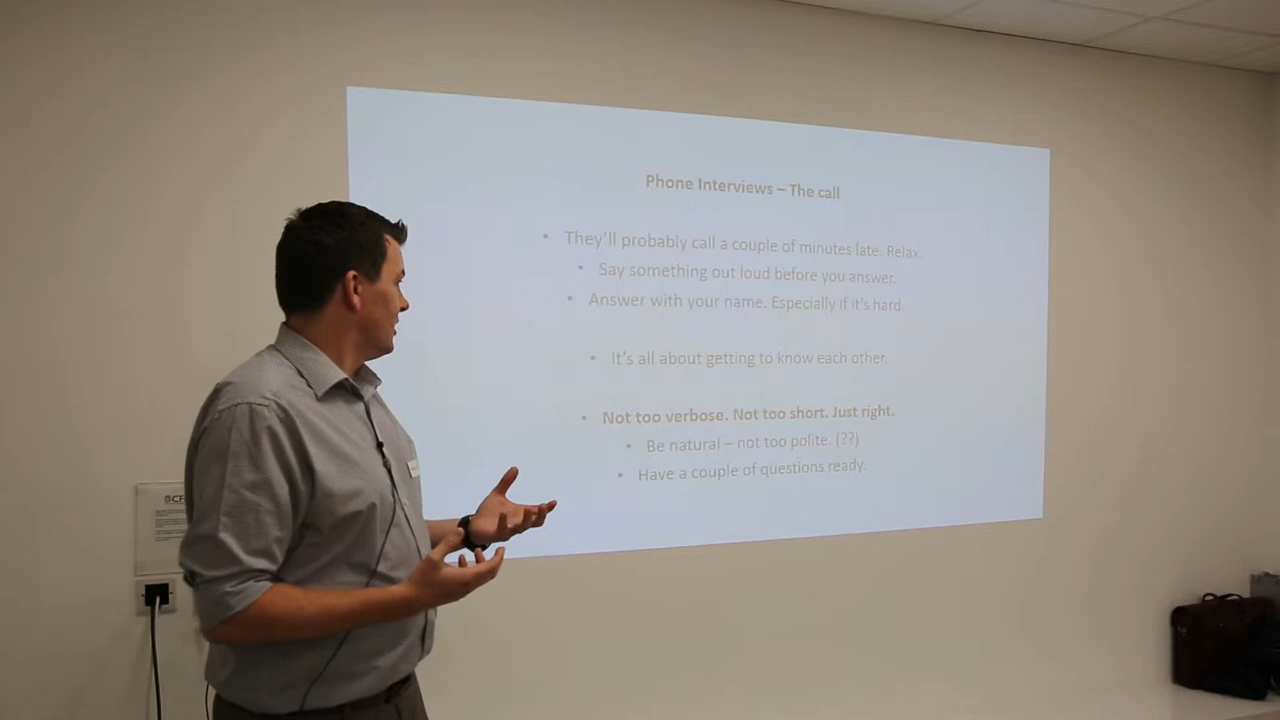 Phone Interviews – The call
• They'll probably call a couple of minutes late. Relax.
• Say something out loud before you answer.
• Answer with your name. Especially if it's hard.
• It's all about getting to know each other.
• Not too verbose. Not too short. Just right.
• Be natural – not too polite. (??)
• Have a couple of questions ready.